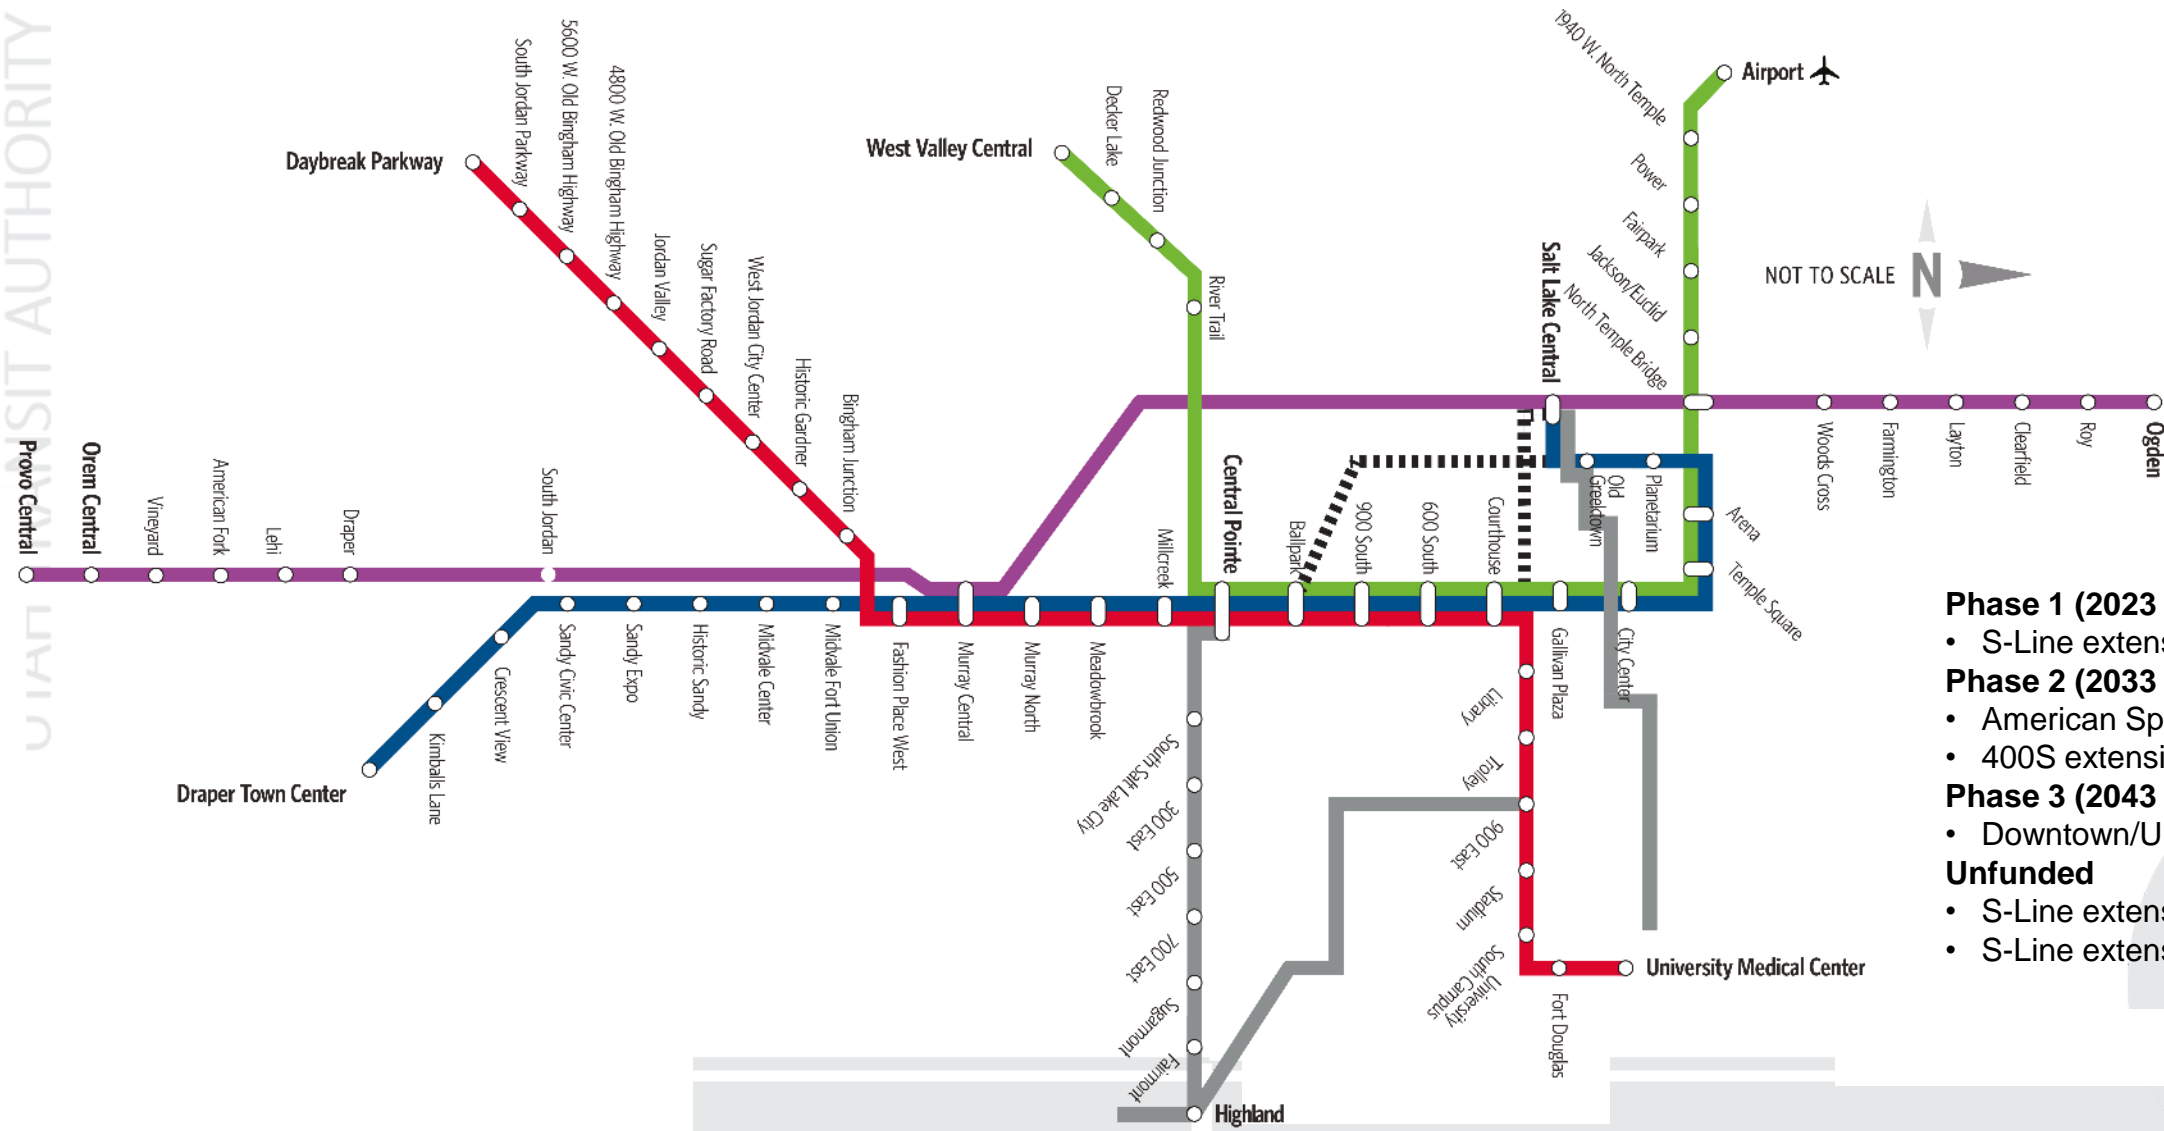 UTAH TRANSIT AUTHORITY
Daybreak Parkway
South Jordan Parkway
5600 W. Old Bingham Highway
4800 W. Old Bingham Highway
Jordan Valley
Sugar Factory Road
West Jordan City Center
Historic Gardner
Bingham Junction
West Valley Central
Decker Lake
Redwood Junction
River Trail
1940 W. North Temple
Power
Fairpark
Jackson/Euclid
North Temple Bridge
Airport
NOT TO SCALE
N
Salt Lake Central
Old
Greektown
Planetarium
Arena
Temple Square
Woods Cross
Farmington
Layton
Clearfield
Roy
Ogden
Provo Central
Orem Central
Vineyard
American Fork
Lehi
Draper
South Jordan
Millcreek
Central Pointe
Ballpark
900 South
600 South
Courthouse
Draper Town Center
Kimballs Lane
Crescent View
Sandy Civic Center
Sandy Expo
Historic Sandy
Midvale Center
Midvale Fort Union
Fashion Place West
Murray Central
Murray North
Meadowbrook
Gallivan Plaza
City Center
Library
Trolley
900 East
Stadium
University
South Campus
Fort Douglas
University Medical Center
South Salt Lake City
300 East
500 East
700 East
Sugarmont
Fairmont
Highland
Phase 1 (2023
• S-Line extens
Phase 2 (2033
• American Sp
• 400S extensi
Phase 3 (2043
• Downtown/U
Unfunded
• S-Line extens
• S-Line extens